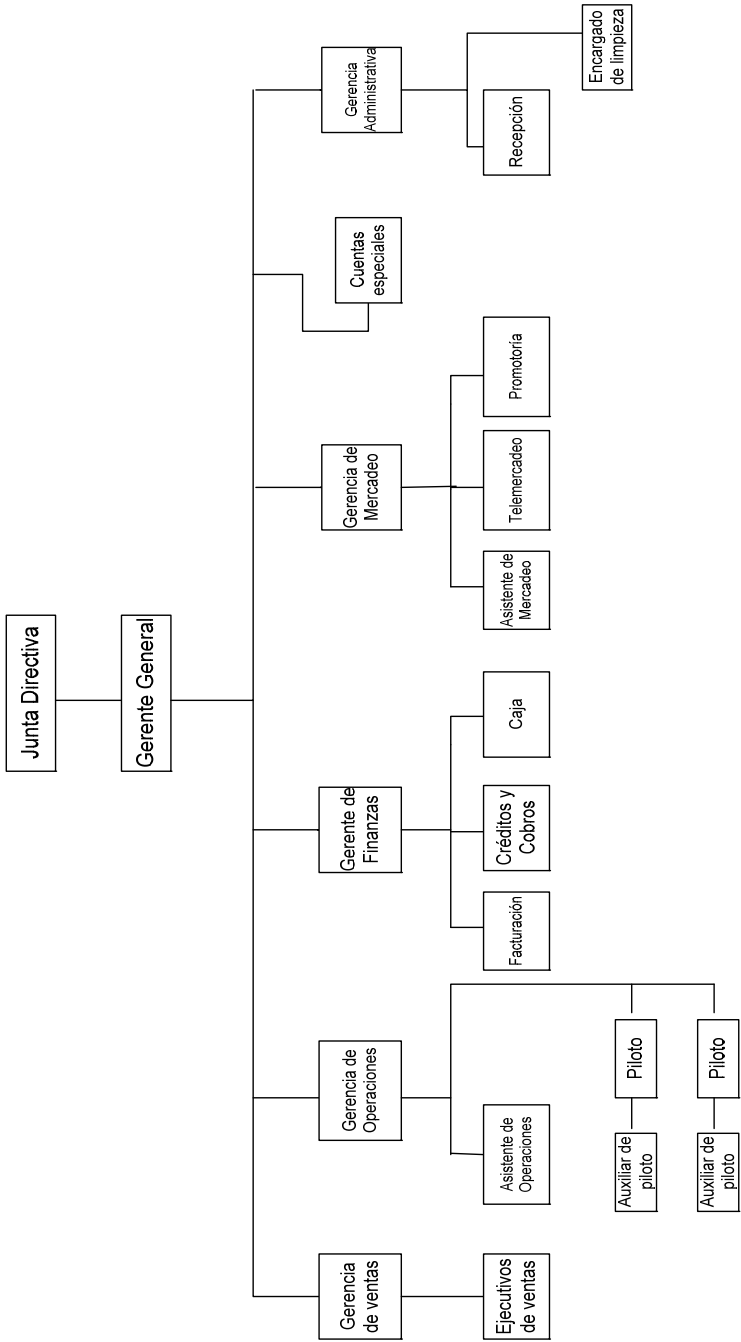 Junta Directiva
Gerente General
Gerencia
de ventas
Gerencia de
Operaciones
Gerente de
Finanzas
Gerencia de
Mercadeo
Cuentas
especiales
Gerencia
Administrativa
Ejecutivos
de ventas
Asistente de
Operaciones
Facturación
Créditos y
Cobros
Caja
Asistente de
Mercadeo
Telemercadeo
Promotoría
Recepción
Encargado
de limpieza
Auxiliar de
piloto
Piloto
Auxiliar de
piloto
Piloto